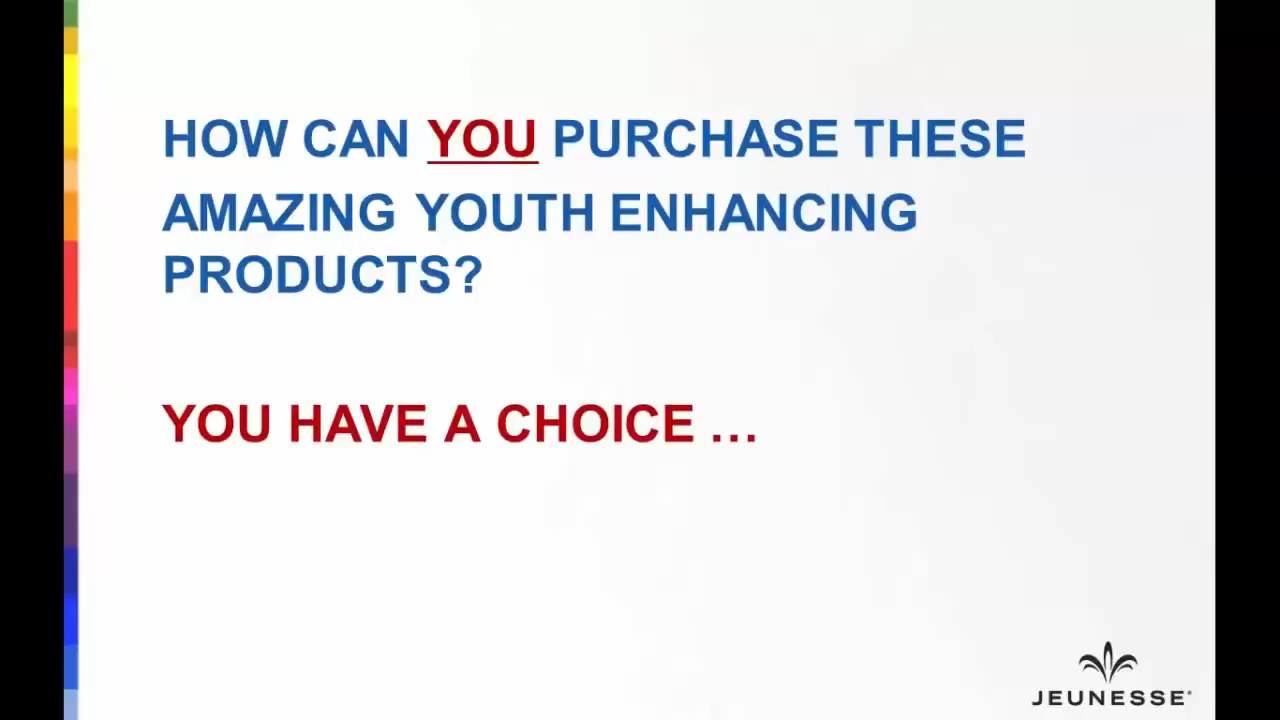 HOW CAN YOU PURCHASE THESE
AMAZING YOUTH ENHANCING
PRODUCTS?
YOU HAVE A CHOICE …
JEUNESSE